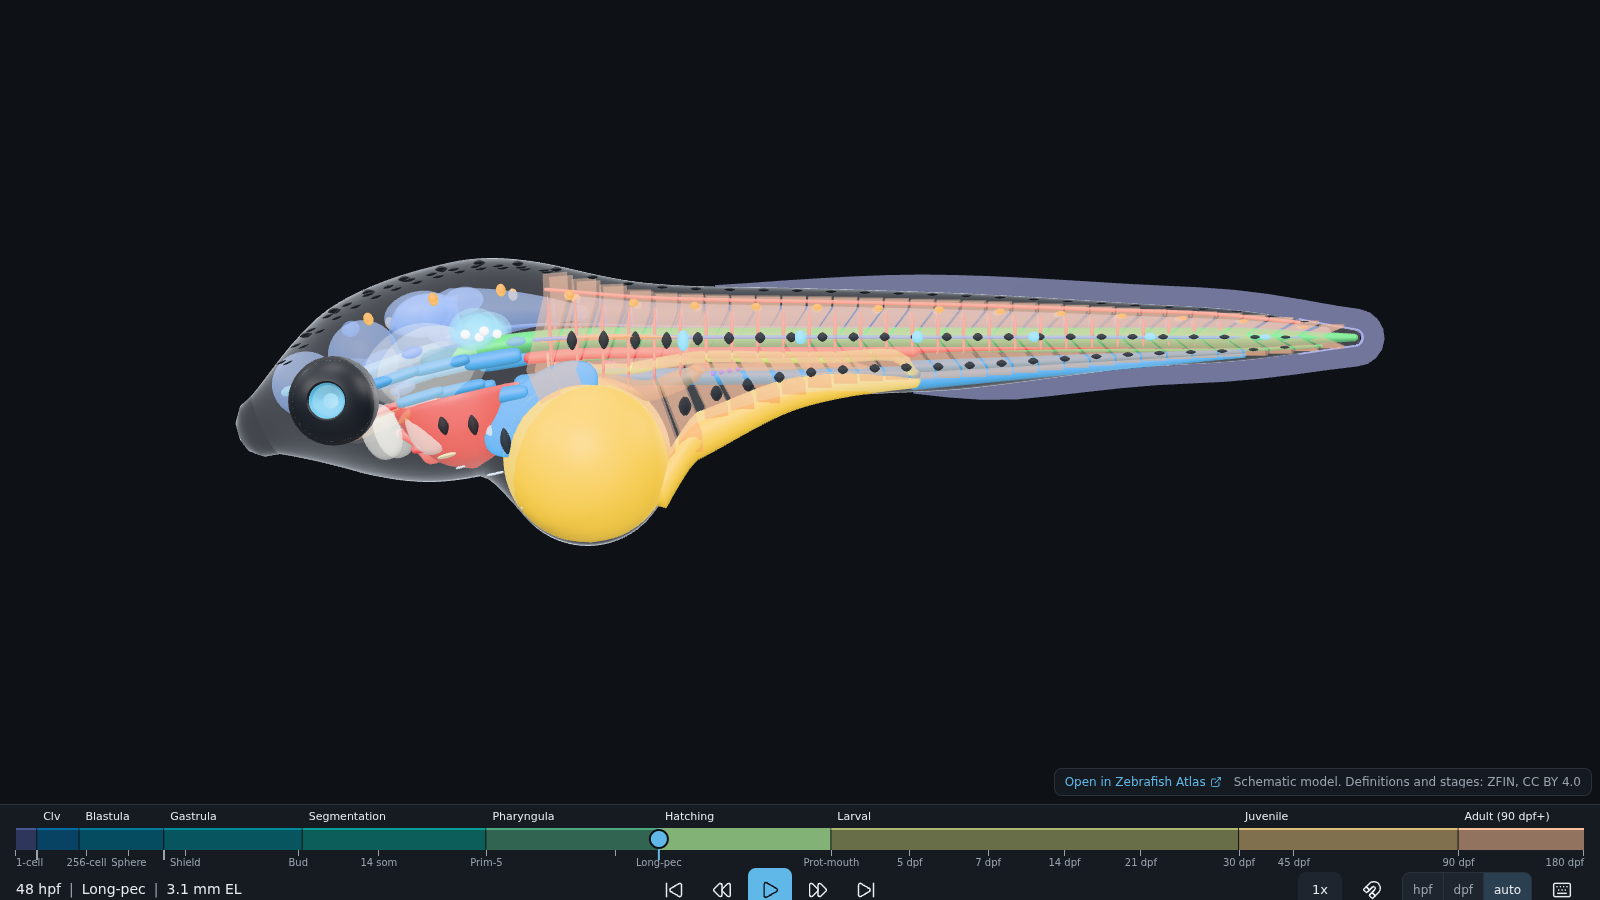 Open in Zebrafish Atlas Schematic model. Definitions and stages: ZFIN, CC BY 4.0
Clv Blastula Gastrula Segmentation Pharyngula Hatching Larval Juvenile Adult (90 dpf+)
1-cell 256-cell Sphere Shield Bud 14 som Prim-5 Long-pec Prot-mouth 5 dpf 7 dpf 14 dpf 21 dpf 30 dpf 45 dpf 90 dpf 180 dpf
48 hpf | Long-pec | 3.1 mm EL 1x hpf dpf auto